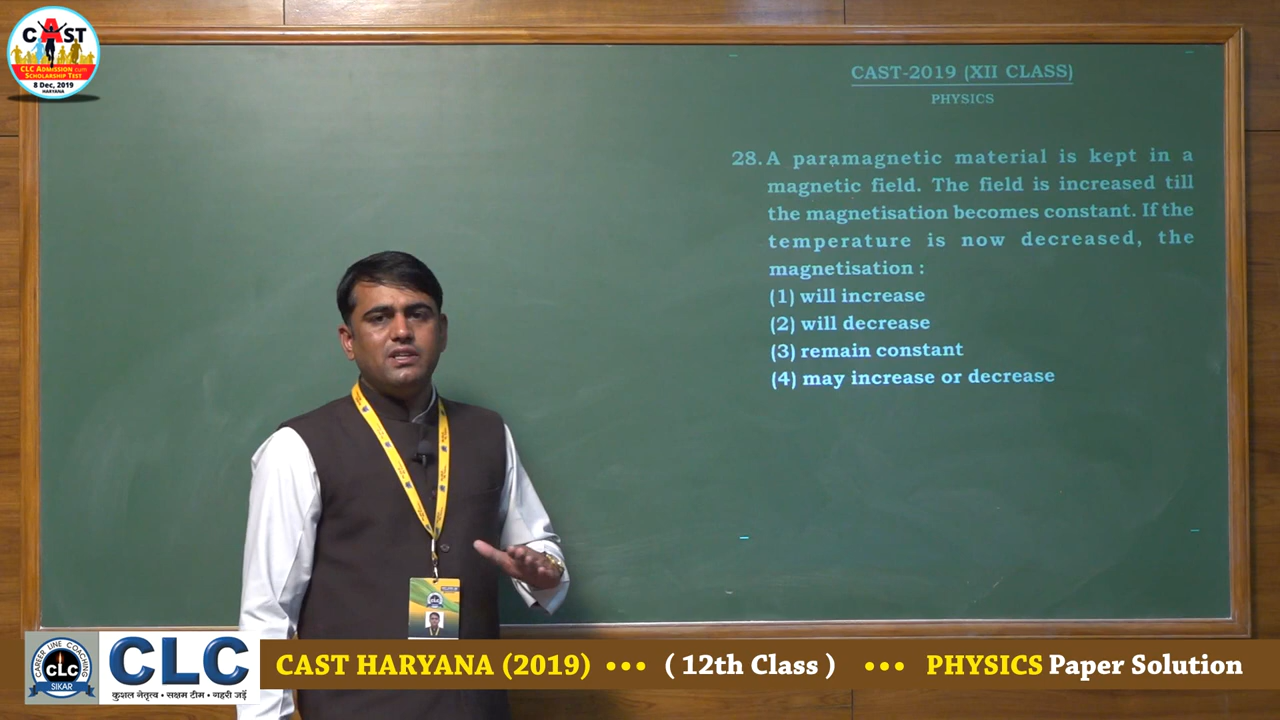 CAST
CLC ADMISSION cum
SCHOLARSHIP TEST
8 Dec, 2019
HARYANA
CAST-2019 (XII CLASS)
PHYSICS
28. A paramagnetic material is kept in a
magnetic field. The field is increased till
the magnetisation becomes constant. If the
temperature is now decreased, the
magnetisation :
(1) will increase
(2) will decrease
(3) remain constant
(4) may increase or decrease
CAREER LINE COACHING
CLC
SIKAR
CLC
कुशल नेतृत्व • सक्षम टीम • गहरी जड़ें
CAST HARYANA (2019) ••• ( 12th Class ) ••• PHYSICS Paper Solution